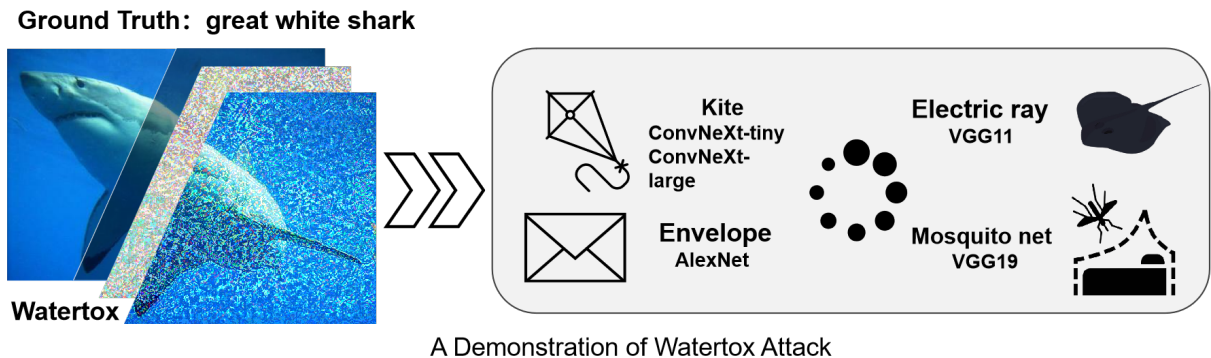 Ground Truth: great white shark
Watertox
Kite
ConvNeXt-tiny
ConvNeXt-
large
Envelope
AlexNet
Electric ray
VGG11
Mosquito net
VGG19
A Demonstration of Watertox Attack